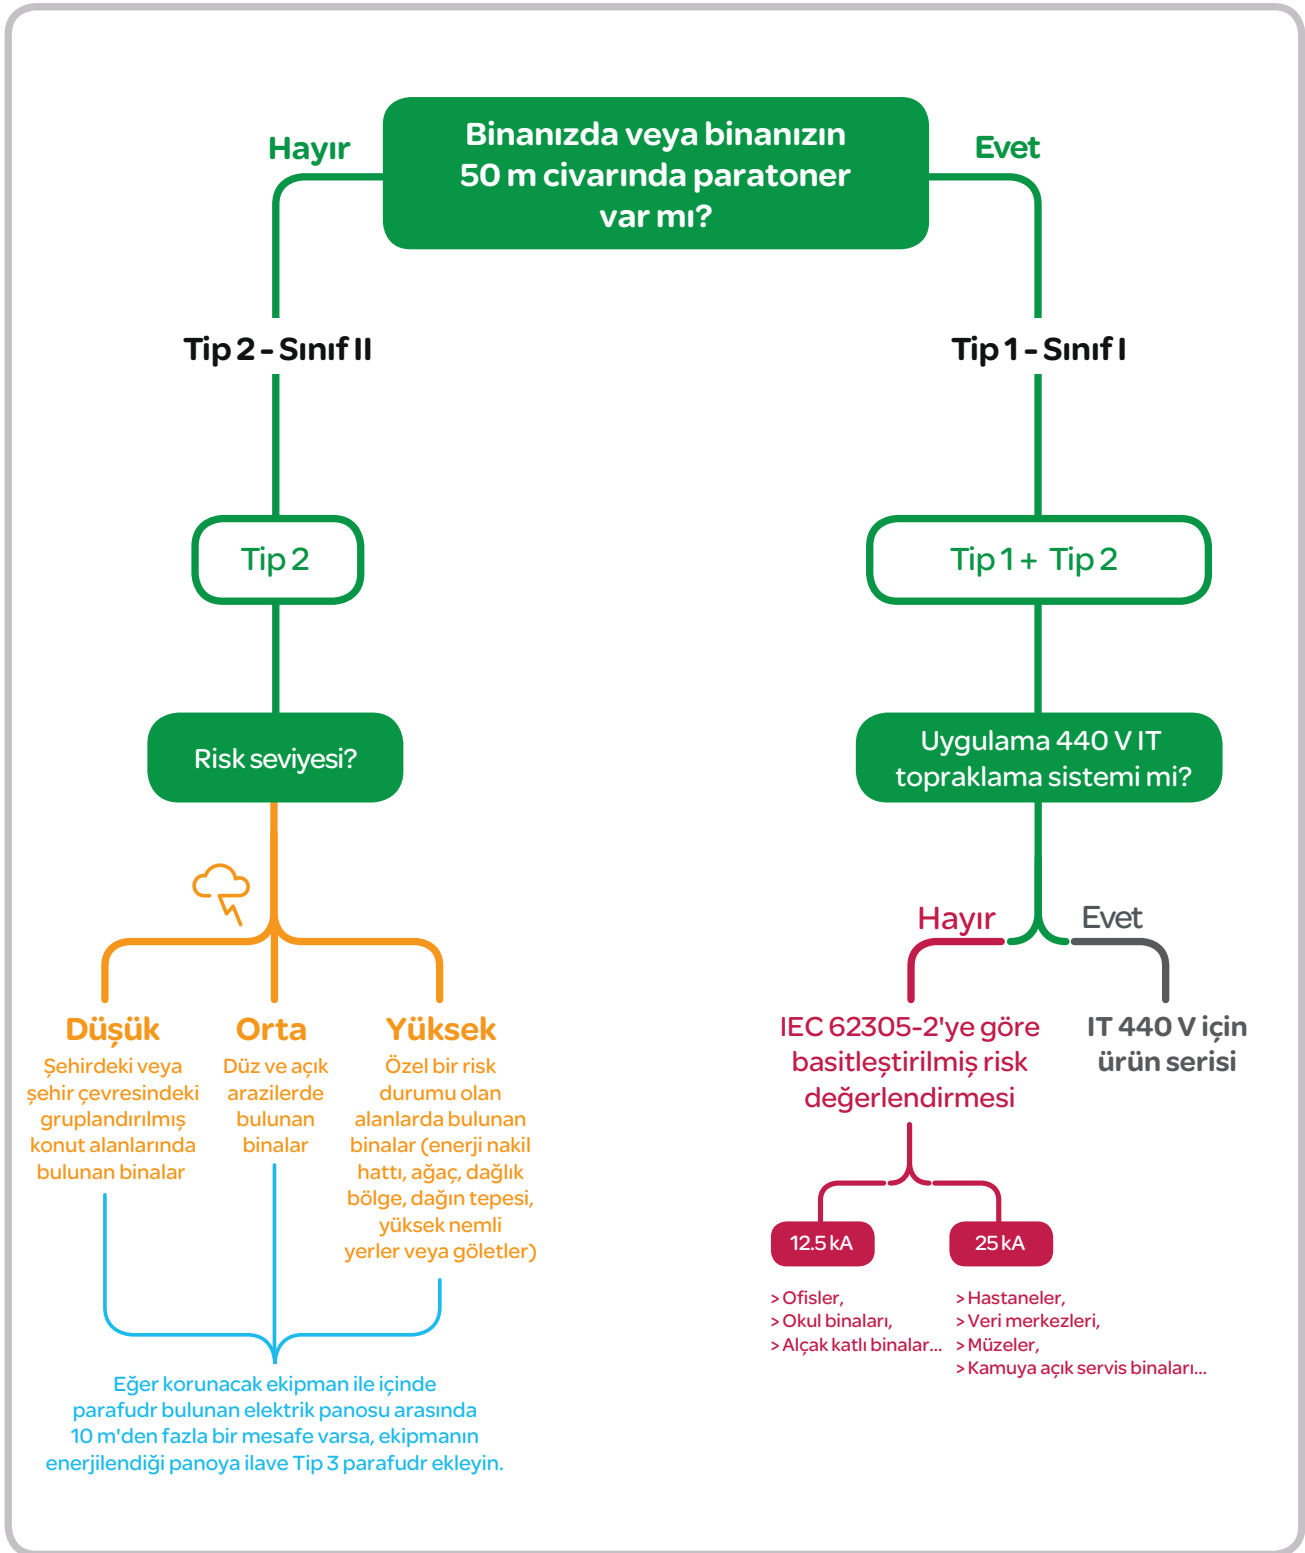 Binanızda veya binanızın
50 m civarında paratoner
var mı?
Hayır
Evet
Tip 2 - Sınıf II
Tip 1 - Sınıf I
Tip 2
Tip 1 + Tip 2
Risk seviyesi?
Uygulama 440 V IT
topraklama sistemi mi?
Hayır
Evet
Düşük
Şehirdeki veya
şehir çevresindeki
gruplandırılmış
konut alanlarında
bulunan binalar
Orta
Düz ve açık
arazilerde
bulunan
binalar
Yüksek
Özel bir risk
durumu olan
alanlarda bulunan
binalar (enerji nakil
hattı, ağaç, dağlık
bölge, dağın tepesi,
yüksek nemli
yerler veya göletler)
IEC 62305-2'ye göre
basitleştirilmiş risk
değerlendirmesi
IT 440 V için
ürün serisi
12.5 kA
25 kA
> Ofisler,
> Okul binaları,
> Alçak katlı binalar...
> Hastaneler,
> Veri merkezleri,
> Müzeler,
> Kamuya açık servis binaları...
Eğer korunacak ekipman ile içinde
parafudr bulunan elektrik panosu arasında
10 m'den fazla bir mesafe varsa, ekipmanın
enerjilendiği panoya ilave Tip 3 parafudr ekleyin.